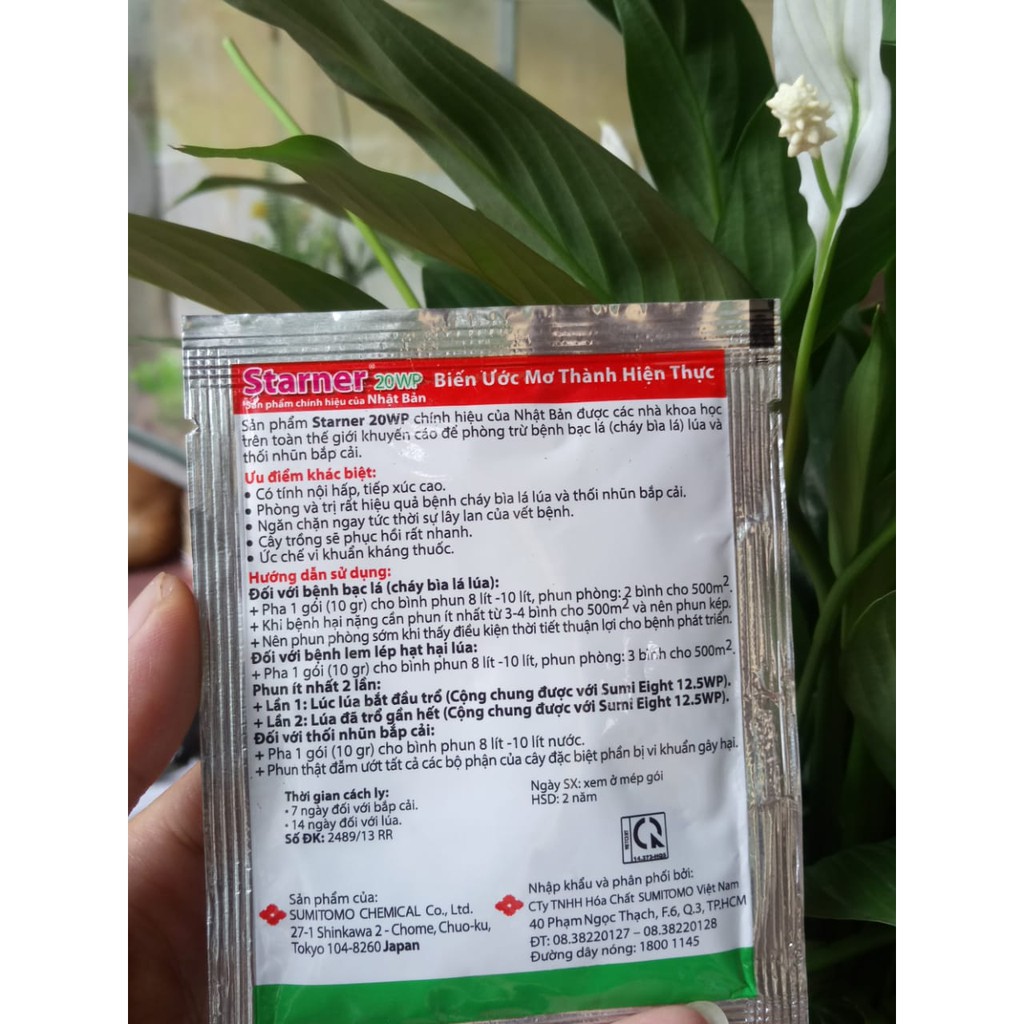 Starner 20WP Biến Ước Mơ Thành Hiện Thực
Sản phẩm chính hiệu của Nhật Bản
Sản phẩm Starner 20WP chính hiệu của Nhật Bản được các nhà khoa học
trên toàn thế giới khuyến cáo để phòng trừ bệnh bạc lá (cháy bìa lá) lúa và
thối nhũn bắp cải.
Ưu điểm khác biệt:
• Có tính nội hấp, tiếp xúc cao.
• Phòng và trị rất hiệu quả bệnh cháy bìa lá lúa và thối nhũn bắp cải.
• Ngăn chặn ngay tức thời sự lây lan của vết bệnh.
• Cây trồng sẽ phục hồi rất nhanh.
• Ức chế vi khuẩn kháng thuốc.
Hướng dẫn sử dụng:
Đối với bệnh bạc lá (cháy bìa lá lúa):
+ Pha 1 gói (10 gr) cho bình phun 8 lít -10 lít, phun phòng: 2 bình cho 500m².
+ Khi bệnh hại nặng cần phun ít nhất từ 3-4 bình cho 500m² và nên phun kép.
+ Nên phun phòng sớm khi thấy điều kiện thời tiết thuận lợi cho bệnh phát triển.
Đối với bệnh lem lép hạt hại lúa:
+ Pha 1 gói (10 gr) cho bình phun 8 lít -10 lít, phun phòng: 3 bình cho 500m².
Phun ít nhất 2 lần:
+ Lần 1: Lúc lúa bắt đầu trổ (Cộng chung được với Sumi Eight 12.5WP).
+ Lần 2: Lúa đã trổ gần hết (Cộng chung được với Sumi Eight 12.5WP).
Đối với thối nhũn bắp cải:
+ Pha 1 gói (10 gr) cho bình phun 8 lít -10 lít nước.
+ Phun thật đẫm ướt tất cả các bộ phận của cây đặc biệt phần bị vi khuẩn gây hại.
Thời gian cách ly:
• 7 ngày đối với bắp cải.
• 14 ngày đối với lúa.
Số ĐK: 2489/13 RR
Ngày SX: xem ở mép gói
HSD: 2 năm
Sản phẩm của:
SUMITOMO CHEMICAL Co., Ltd.
27-1 Shinkawa 2 - Chome, Chuo-ku,
Tokyo 104-8260 Japan
Nhập khẩu và phân phối bởi:
CTy TNHH Hóa Chất SUMITOMO Việt Nam
40 Phạm Ngọc Thạch, F.6, Q.3, TP.HCM
ĐT: 08.38220127 – 08.38220128
Đường dây nóng: 1800 1145